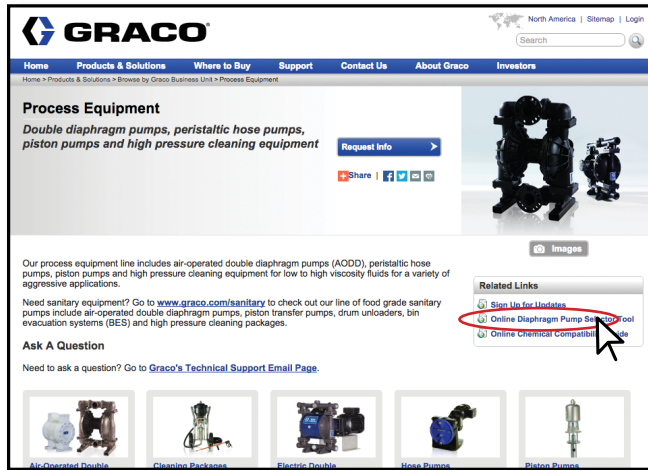 GRACO
North America | Sitemap | Login
Search
Home Products & Solutions Where to Buy Support Contact Us About Graco Investors
Home > Products & Solutions > Browse by Graco Business Unit > Process Equipment
Process Equipment
Double diaphragm pumps, peristaltic hose pumps,
piston pumps and high pressure cleaning equipment
Request Info
Share |
Images
Our process equipment line includes air-operated double diaphragm pumps (AODD), peristaltic hose
pumps, piston pumps and high pressure cleaning equipment for low to high viscosity fluids for a variety of
aggressive applications.
Need sanitary equipment? Go to www.graco.com/sanitary to check out our line of food grade sanitary
pumps include air-operated double diaphragm pumps, piston transfer pumps, drum unloaders, bin
evacuation systems (BES) and high pressure cleaning packages.
Related Links
Sign Up for Updates
Online Diaphragm Pump Selector Tool
Online Chemical Compatibility Guide
Ask A Question
Need to ask a question? Go to Graco's Technical Support Email Page.
Air-Operated Double Cleaning Packages Electric Double Hose Pumps Piston Pumps